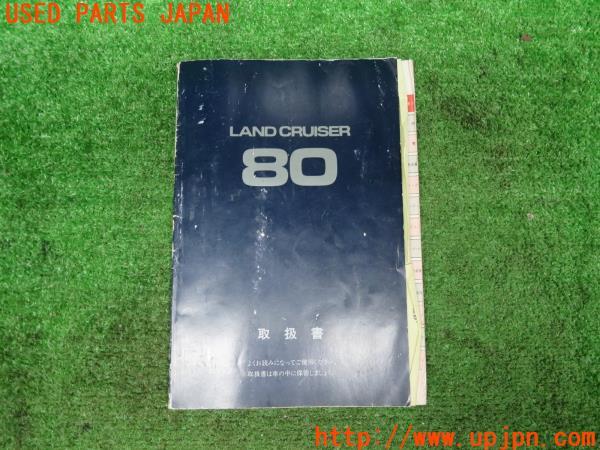 USED PARTS JAPAN
LAND CRUISER
80
取扱書
よくお読みになってご使用ください。
取扱書は車の中に保管しましょう。
http://www.upjpn.com/